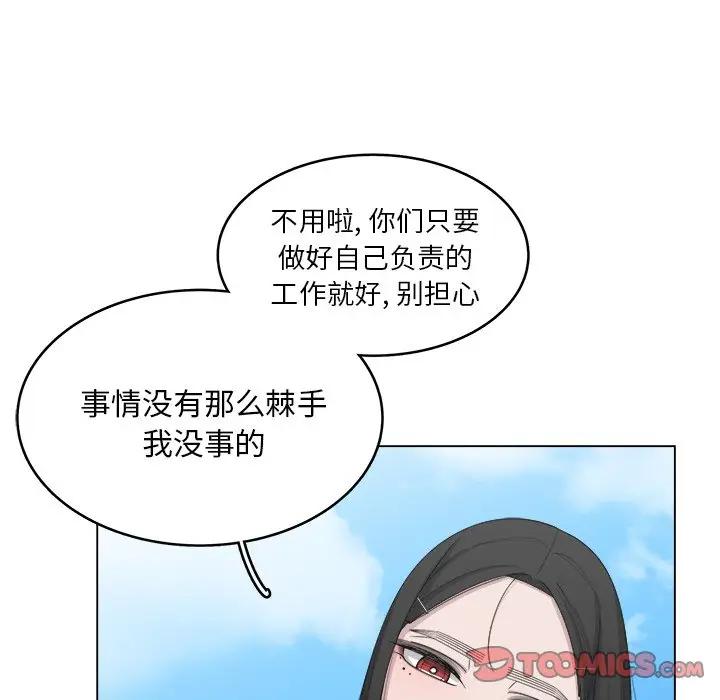 不用啦, 你们只要
做好自己负责的
工作就好, 别担心
事情没有那么棘手
我没事的
TOOMICS.COM